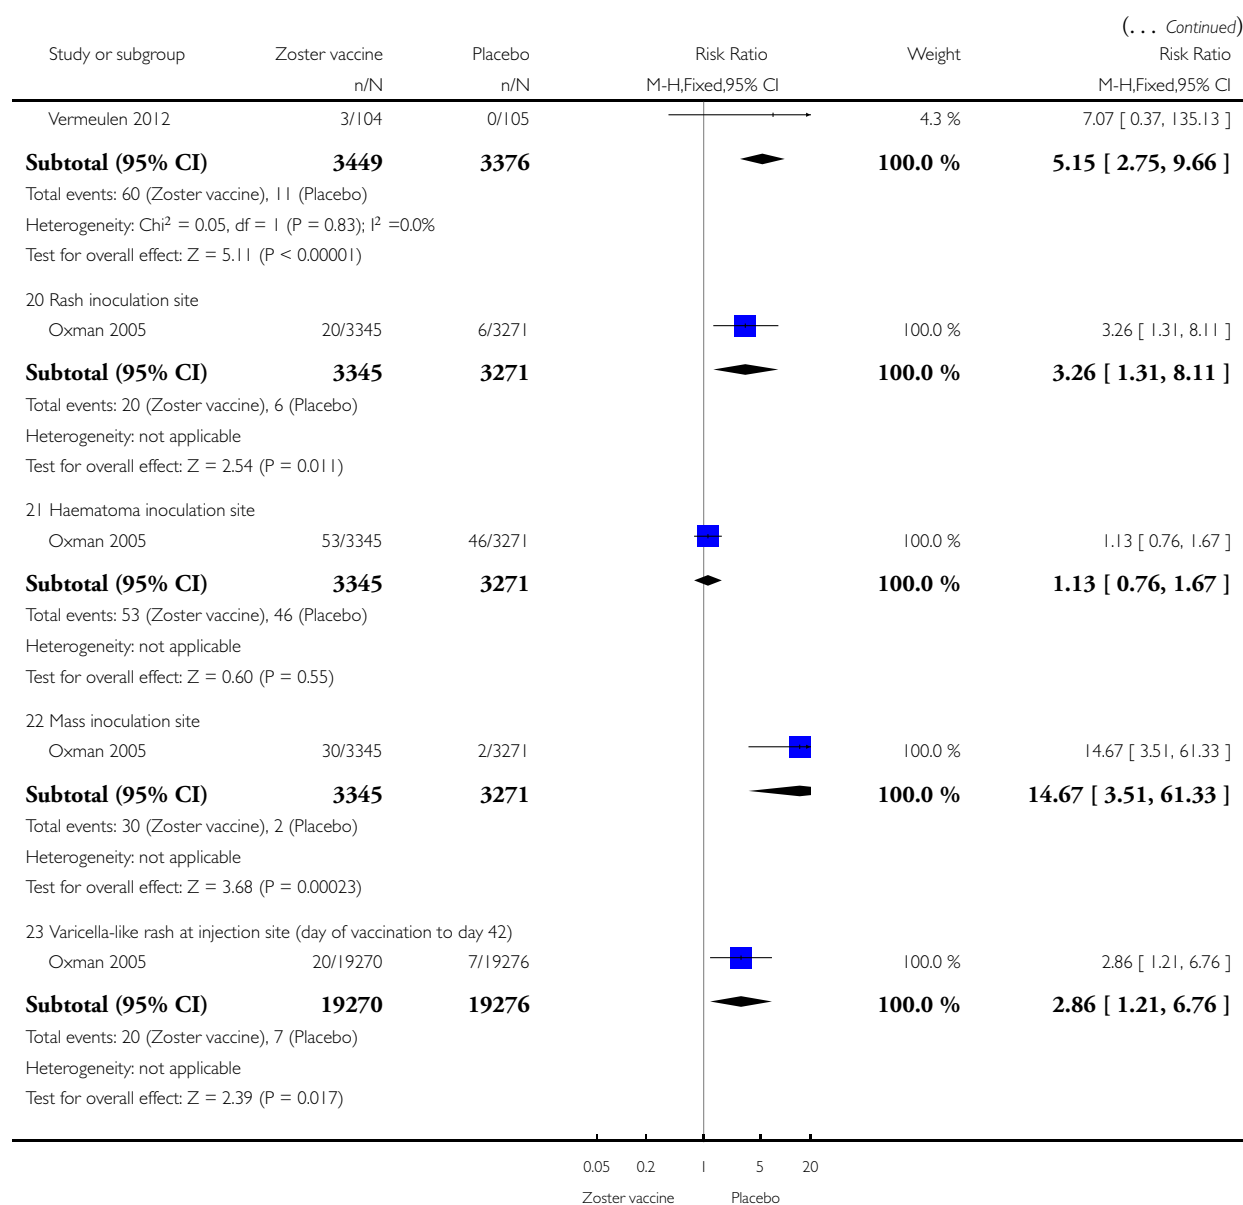 (... Continued)
Study or subgroup Zoster vaccine Placebo Risk Ratio Weight Risk Ratio
n/N n/N M-H,Fixed,95% CI M-H,Fixed,95% CI
Vermeulen 2012 3/104 0/105 4.3 % 7.07 [ 0.37, 135.13 ]
Subtotal (95% CI) 3449 3376 100.0 % 5.15 [ 2.75, 9.66 ]
Total events: 60 (Zoster vaccine), 11 (Placebo)
Heterogeneity: Chi² = 0.05, df = 1 (P = 0.83); I² =0.0%
Test for overall effect: Z = 5.11 (P < 0.00001)
20 Rash inoculation site
Oxman 2005 20/3345 6/3271 100.0 % 3.26 [ 1.31, 8.11 ]
Subtotal (95% CI) 3345 3271 100.0 % 3.26 [ 1.31, 8.11 ]
Total events: 20 (Zoster vaccine), 6 (Placebo)
Heterogeneity: not applicable
Test for overall effect: Z = 2.54 (P = 0.011)
21 Haematoma inoculation site
Oxman 2005 53/3345 46/3271 100.0 % 1.13 [ 0.76, 1.67 ]
Subtotal (95% CI) 3345 3271 100.0 % 1.13 [ 0.76, 1.67 ]
Total events: 53 (Zoster vaccine), 46 (Placebo)
Heterogeneity: not applicable
Test for overall effect: Z = 0.60 (P = 0.55)
22 Mass inoculation site
Oxman 2005 30/3345 2/3271 100.0 % 14.67 [ 3.51, 61.33 ]
Subtotal (95% CI) 3345 3271 100.0 % 14.67 [ 3.51, 61.33 ]
Total events: 30 (Zoster vaccine), 2 (Placebo)
Heterogeneity: not applicable
Test for overall effect: Z = 3.68 (P = 0.00023)
23 Varicella-like rash at injection site (day of vaccination to day 42)
Oxman 2005 20/19270 7/19276 100.0 % 2.86 [ 1.21, 6.76 ]
Subtotal (95% CI) 19270 19276 100.0 % 2.86 [ 1.21, 6.76 ]
Total events: 20 (Zoster vaccine), 7 (Placebo)
Heterogeneity: not applicable
Test for overall effect: Z = 2.39 (P = 0.017)
0.05 0.2 1 5 20
Zoster vaccine Placebo